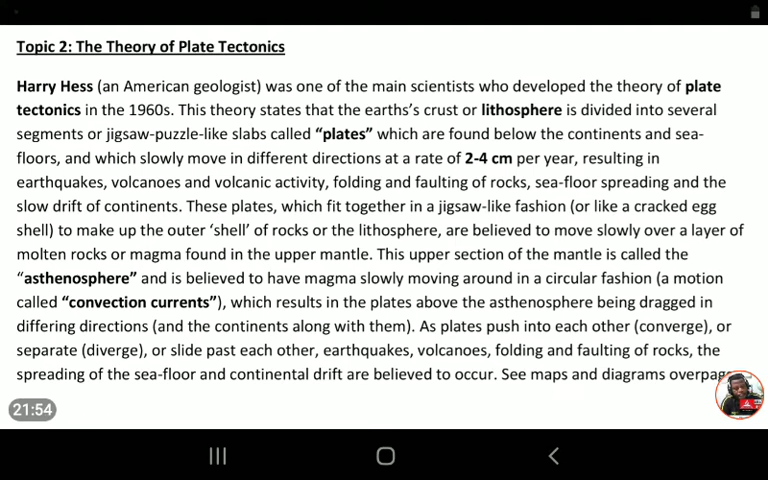 Topic 2: The Theory of Plate Tectonics
Harry Hess (an American geologist) was one of the main scientists who developed the theory of plate
tectonics in the 1960s. This theory states that the earths's crust or lithosphere is divided into several
segments or jigsaw-puzzle-like slabs called “plates” which are found below the continents and sea-
floors, and which slowly move in different directions at a rate of 2-4 cm per year, resulting in
earthquakes, volcanoes and volcanic activity, folding and faulting of rocks, sea-floor spreading and the
slow drift of continents. These plates, which fit together in a jigsaw-like fashion (or like a cracked egg
shell) to make up the outer ‘shell’ of rocks or the lithosphere, are believed to move slowly over a layer of
molten rocks or magma found in the upper mantle. This upper section of the mantle is called the
“asthenosphere” and is believed to have magma slowly moving around in a circular fashion (a motion
called “convection currents”), which results in the plates above the asthenosphere being dragged in
differing directions (and the continents along with them). As plates push into each other (converge), or
separate (diverge), or slide past each other, earthquakes, volcanoes, folding and faulting of rocks, the
spreading of the sea-floor and continental drift are believed to occur. See maps and diagrams
21:54